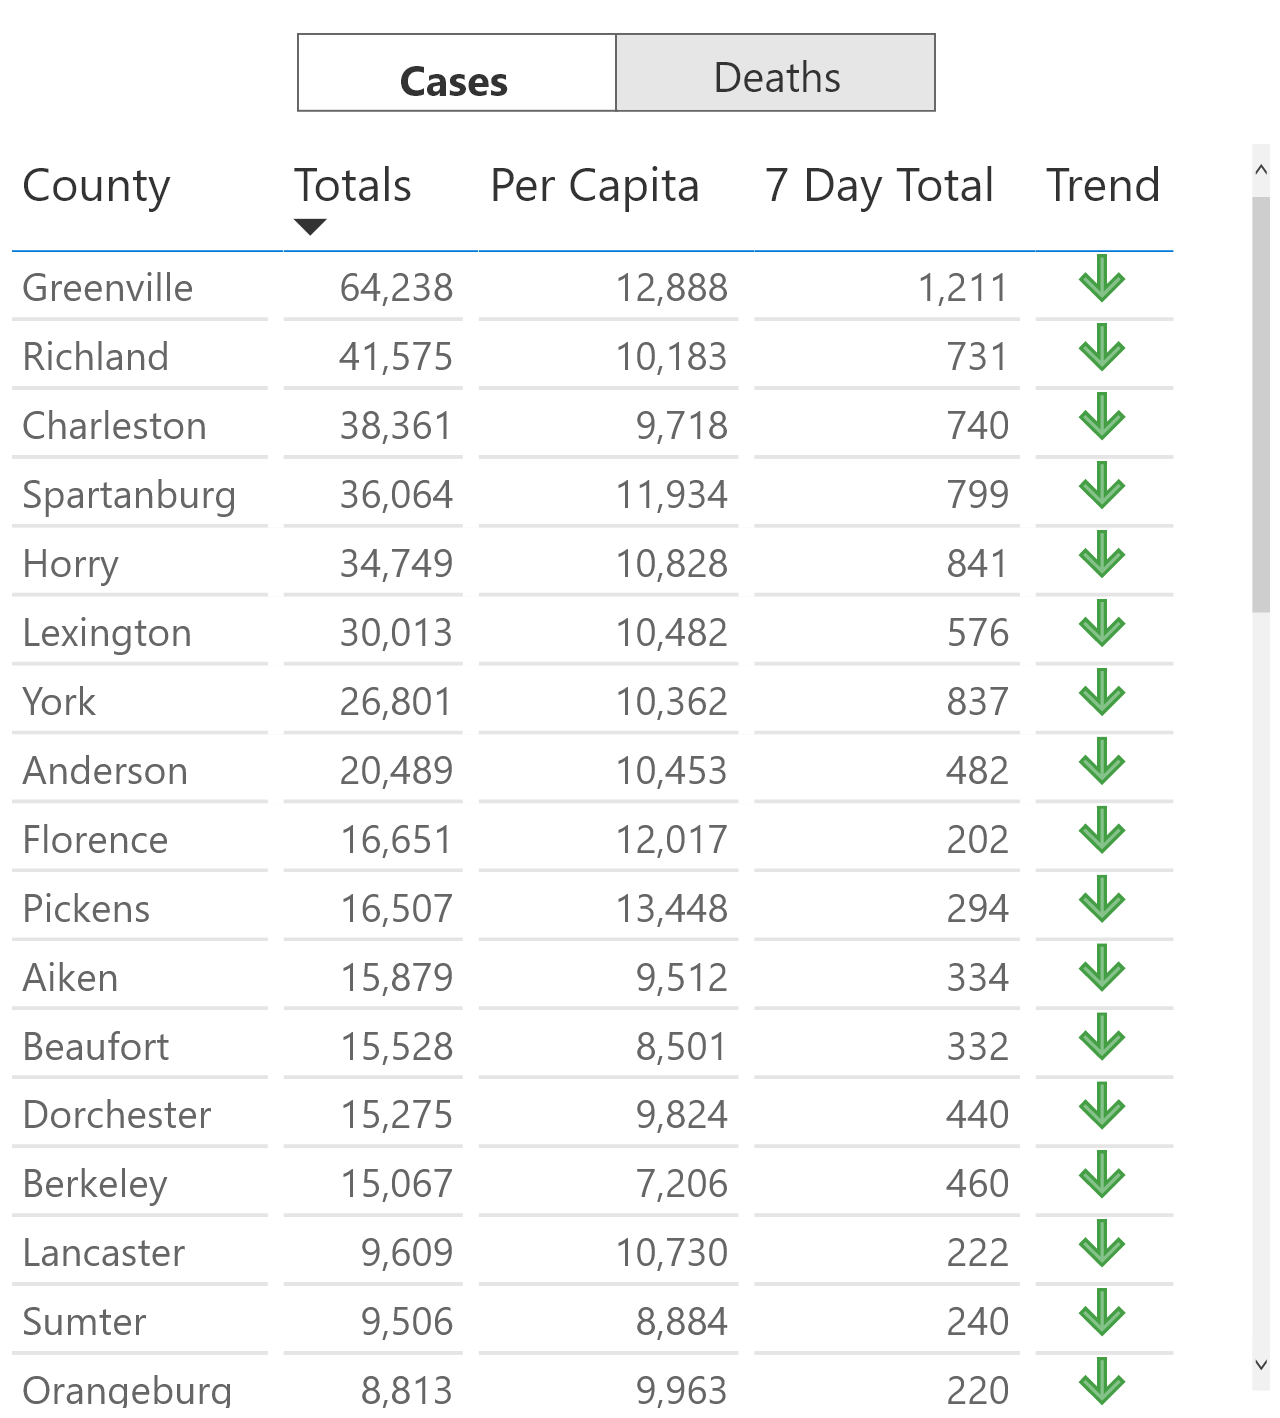 Cases Deaths
County Totals Per Capita 7 Day Total Trend
Greenville 64,238 12,888 1,211
Richland 41,575 10,183 731
Charleston 38,361 9,718 740
Spartanburg 36,064 11,934 799
Horry 34,749 10,828 841
Lexington 30,013 10,482 576
York 26,801 10,362 837
Anderson 20,489 10,453 482
Florence 16,651 12,017 202
Pickens 16,507 13,448 294
Aiken 15,879 9,512 334
Beaufort 15,528 8,501 332
Dorchester 15,275 9,824 440
Berkeley 15,067 7,206 460
Lancaster 9,609 10,730 222
Sumter 9,506 8,884 240
Orangeburg 8,813 9,963 220